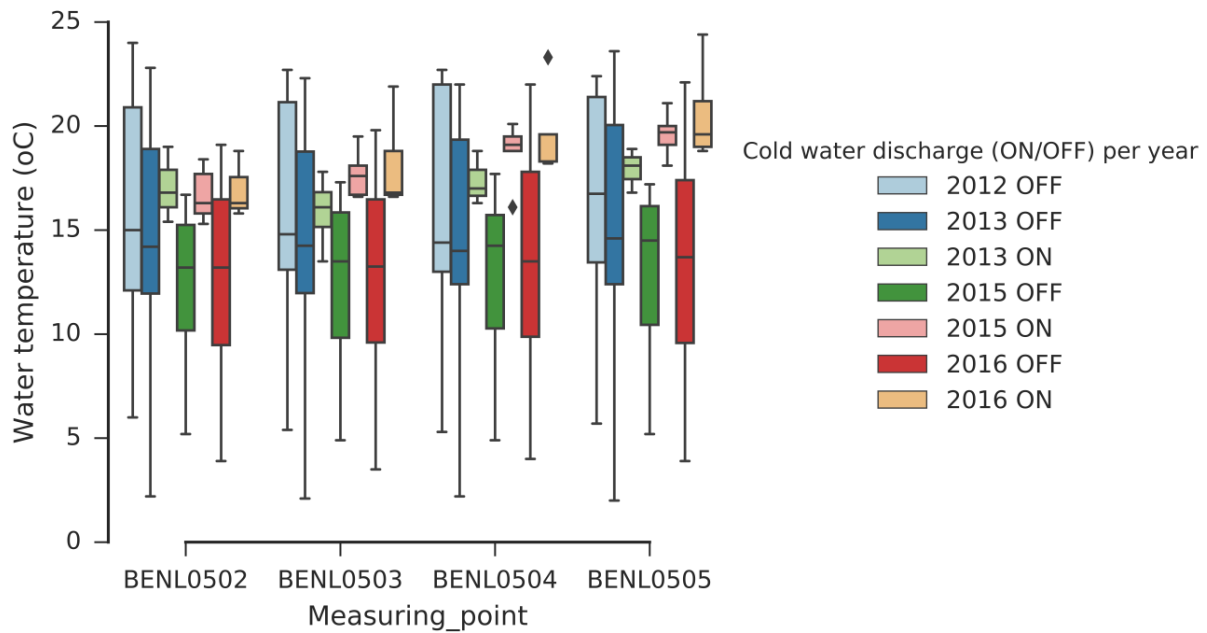 25
20
15
10
5
0
Water temperature (oC)
BENL0502 BENL0503 BENL0504 BENL0505
Measuring_point
Cold water discharge (ON/OFF) per year
2012 OFF
2013 OFF
2013 ON
2015 OFF
2015 ON
2016 OFF
2016 ON